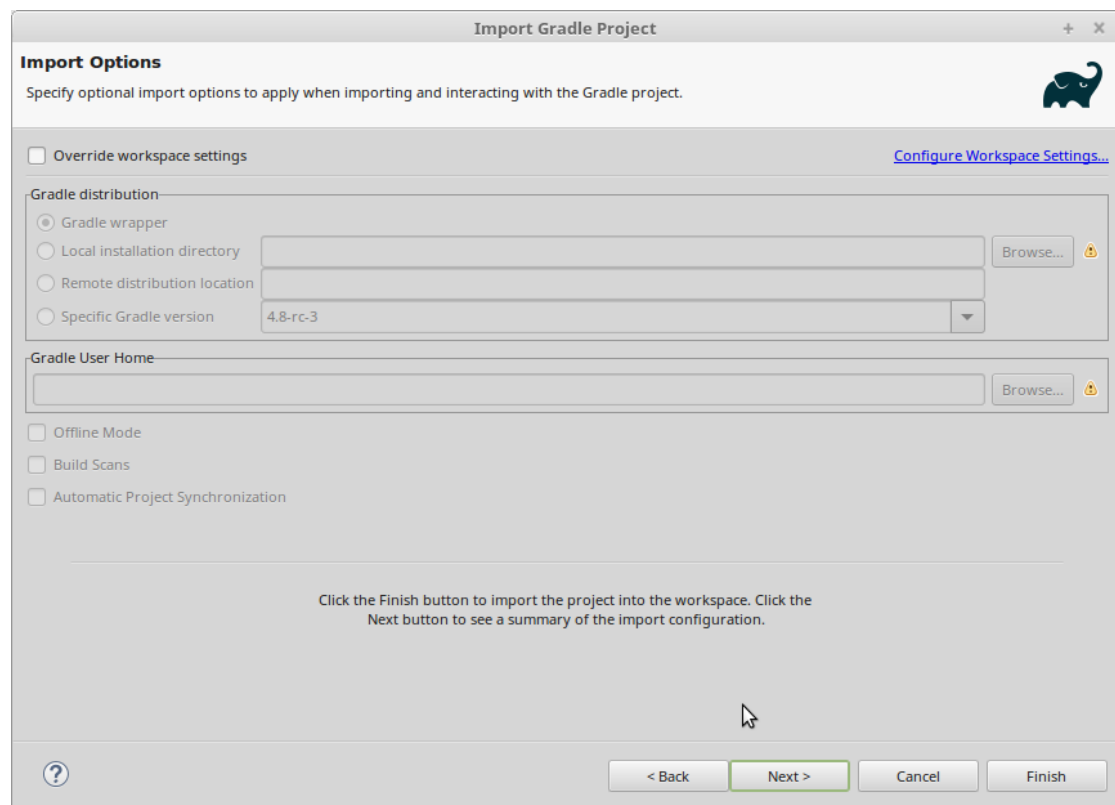 Import Gradle Project
Import Options
Specify optional import options to apply when importing and interacting with the Gradle project.
Override workspace settings
Configure Workspace Settings...
Gradle distribution
Gradle wrapper
Local installation directory
Browse...
Remote distribution location
Specific Gradle version
4.8-rc-3
Gradle User Home
Browse...
Offline Mode
Build Scans
Automatic Project Synchronization
Click the Finish button to import the project into the workspace. Click the
Next button to see a summary of the import configuration.
?
< Back
Next >
Cancel
Finish